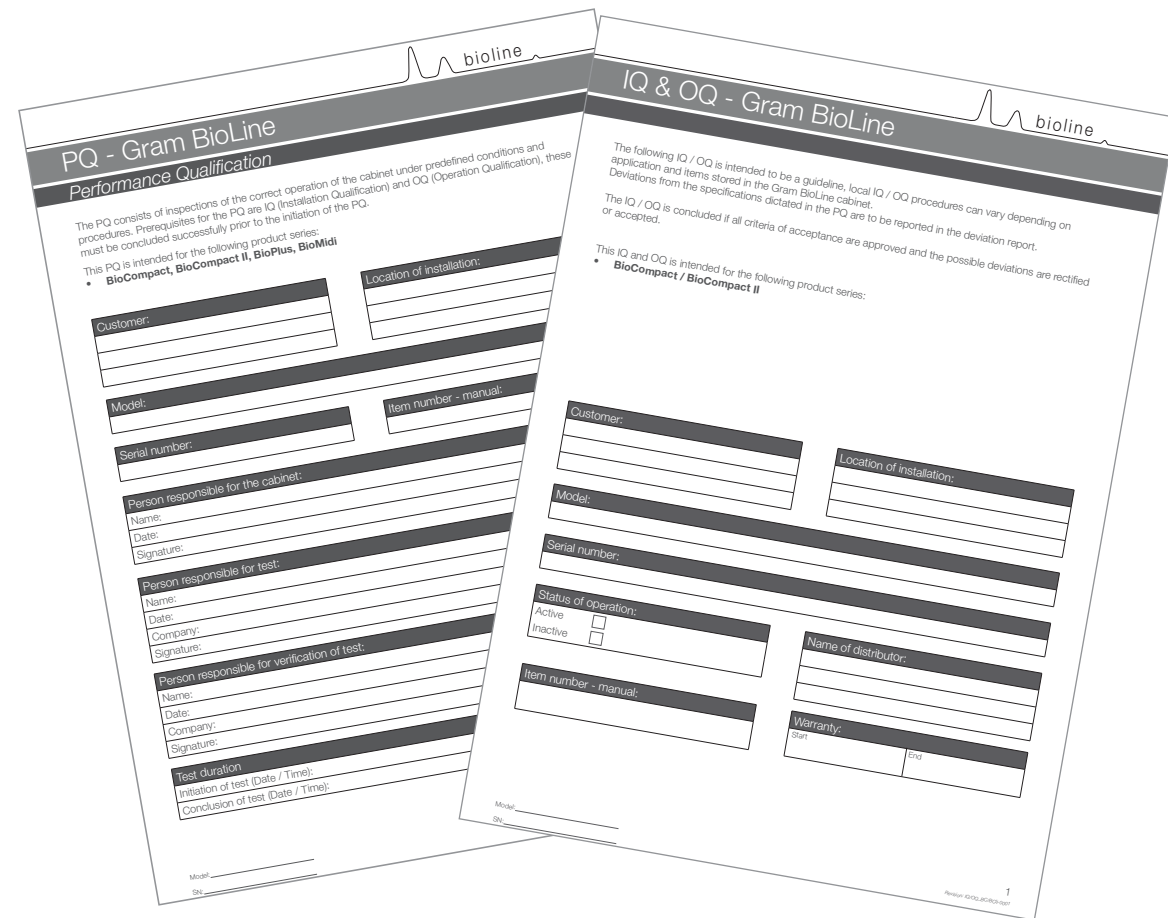 bioline
PQ - Gram BioLine
Performance Qualification
The PQ consists of inspections of the correct operation of the cabinet under predefined conditions and
procedures. Prerequisites for the PQ are IQ (Installation Qualification) and OQ (Operation Qualification), these
must be concluded successfully prior to the initiation of the PQ.
This PQ is intended for the following product series:
• BioCompact, BioCompact II, BioPlus, BioMidi
Customer:
Location of installation:
Model:
Serial number:
Item number - manual:
Person responsible for the cabinet:
Name:
Date:
Signature:
Person responsible for test:
Name:
Date:
Company:
Signature:
Person responsible for verification of test:
Name:
Date:
Company:
Signature:
Test duration
Initiation of test (Date / Time):
Conclusion of test (Date / Time):
Model:
SN:
bioline
IQ & OQ - Gram BioLine
The following IQ / OQ is intended to be a guideline, local IQ / OQ procedures can vary depending on
application and items stored in the Gram BioLine cabinet.
Deviations from the specifications dictated in the PQ are to be reported in the deviation report.
The IQ / OQ is concluded if all criteria of acceptance are approved and the possible deviations are rectified
or accepted.
This IQ and OQ is intended for the following product series:
• BioCompact / BioCompact II
Customer:
Location of installation:
Model:
Serial number:
Status of operation:
Active
Inactive
Name of distributor:
Item number - manual:
Warranty:
Start
End
Model:
SN:
1